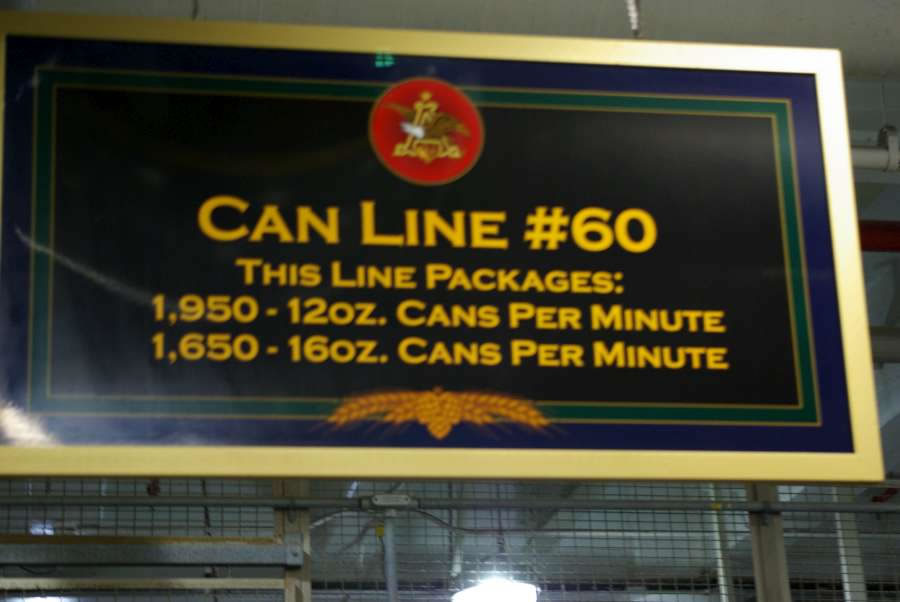 CAN LINE #60
THIS LINE PACKAGES:
1,950 - 12OZ. CANS PER MINUTE
1,650 - 16OZ. CANS PER MINUTE